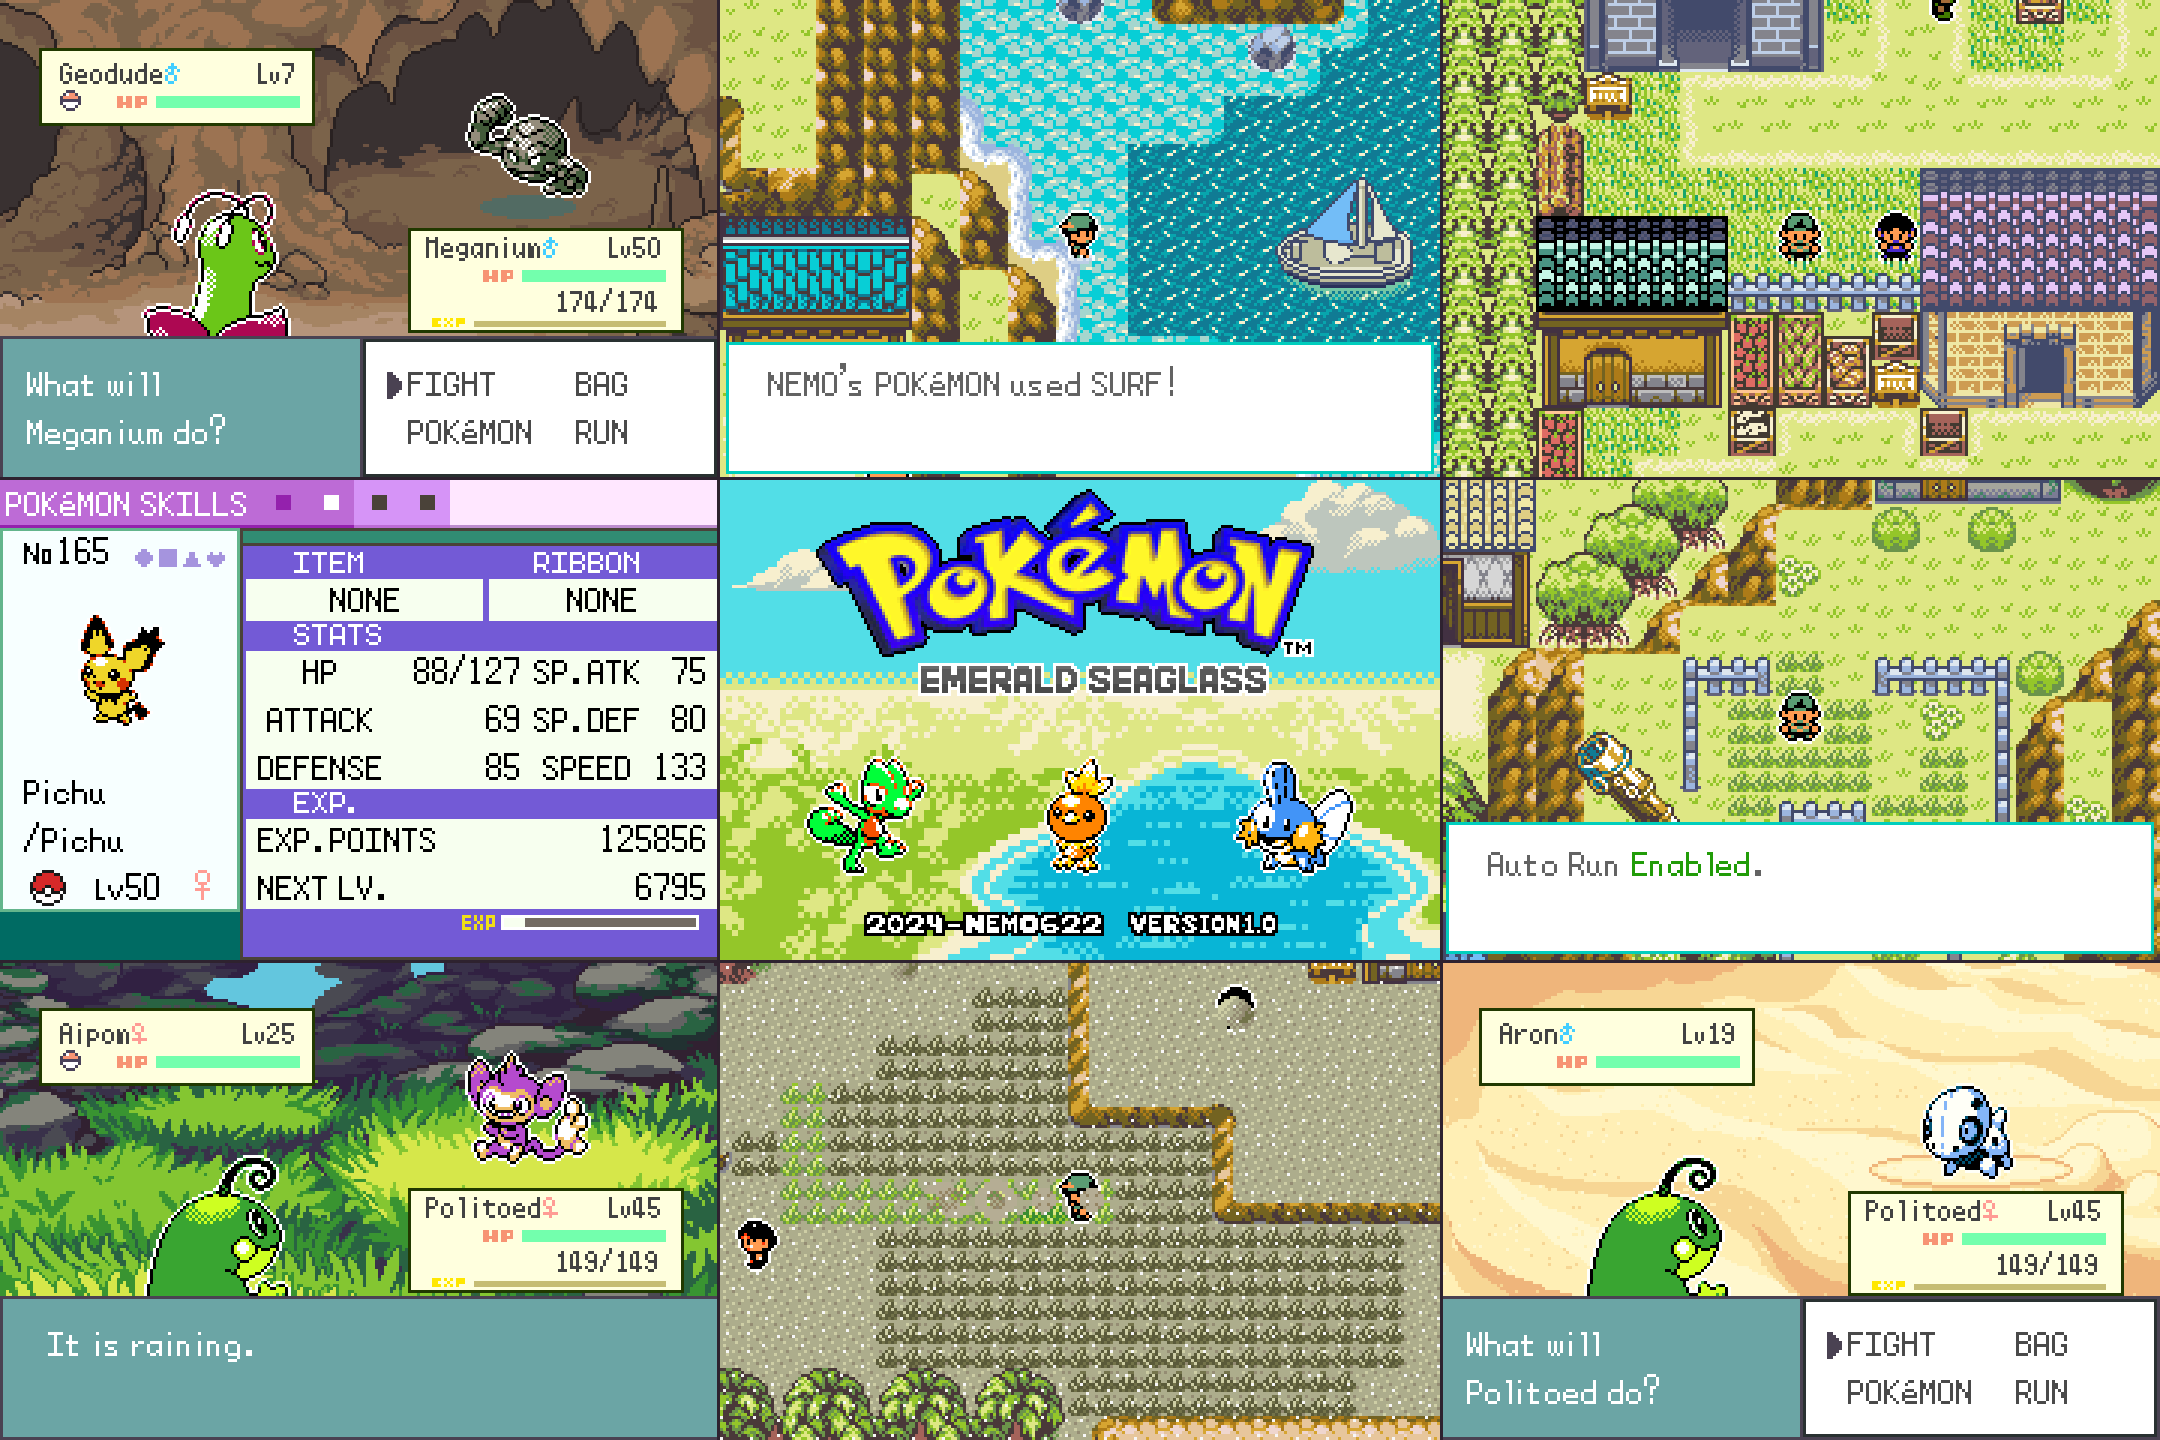 Geodude♂ Lv7
HP
Meganium♂ Lv50
HP
174/174
EXP
What will
Meganium do?
FIGHT BAG
POKéMON RUN
NEMO's POKéMON used SURF!
POKéMON SKILLS
No165
Pichu
/Pichu
Lv50 ♀
ITEM RIBBON
NONE NONE
STATS
HP 88/127 SP.ATK 75
ATTACK 69 SP.DEF 80
DEFENSE 85 SPEED 133
EXP.
EXP.POINTS 125856
NEXT LV. 6795
EXP
POKéMON
TM
EMERALD SEAGLASS
2024-NEMO622 VERSION1.0
Auto Run Enabled.
Aipom♀ Lv25
HP
Politoed♀ Lv45
HP
149/149
EXP
It is raining.
Aron♂ Lv19
HP
Politoed♀ Lv45
HP
149/149
EXP
What will
Politoed do?
FIGHT BAG
POKéMON RUN